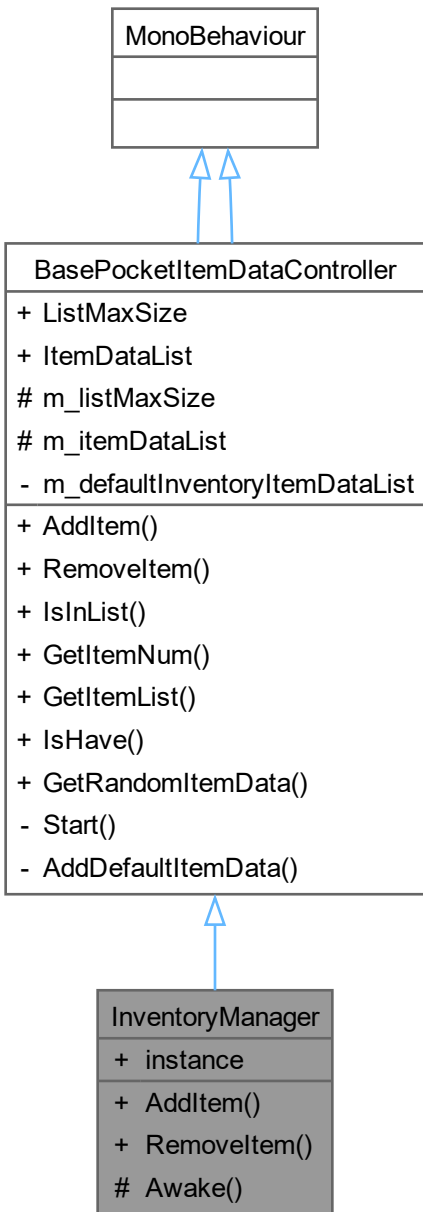 MonoBehaviour
BasePocketItemDataController
+ ListMaxSize
+ ItemDataList
# m_listMaxSize
# m_itemDataList
- m_defaultInventoryItemDataList
+ AddItem()
+ RemoveItem()
+ IsInList()
+ GetItemNum()
+ GetItemList()
+ IsHave()
+ GetRandomItemData()
- Start()
- AddDefaultItemData()
InventoryManager
+ instance
+ AddItem()
+ RemoveItem()
# Awake()